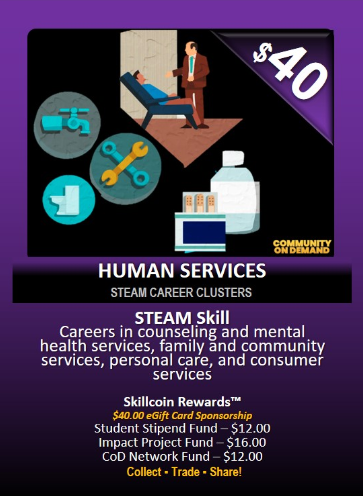 $40
COMMUNITY
ON DEMAND
HUMAN SERVICES
STEAM CAREER CLUSTERS
STEAM Skill
Careers in counseling and mental
health services, family and community
services, personal care, and consumer
services
Skillcoin Rewards™
$40.00 eGift Card Sponsorship
Student Stipend Fund – $12.00
Impact Project Fund – $16.00
CoD Network Fund – $12.00
Collect ▪ Trade ▪ Share!